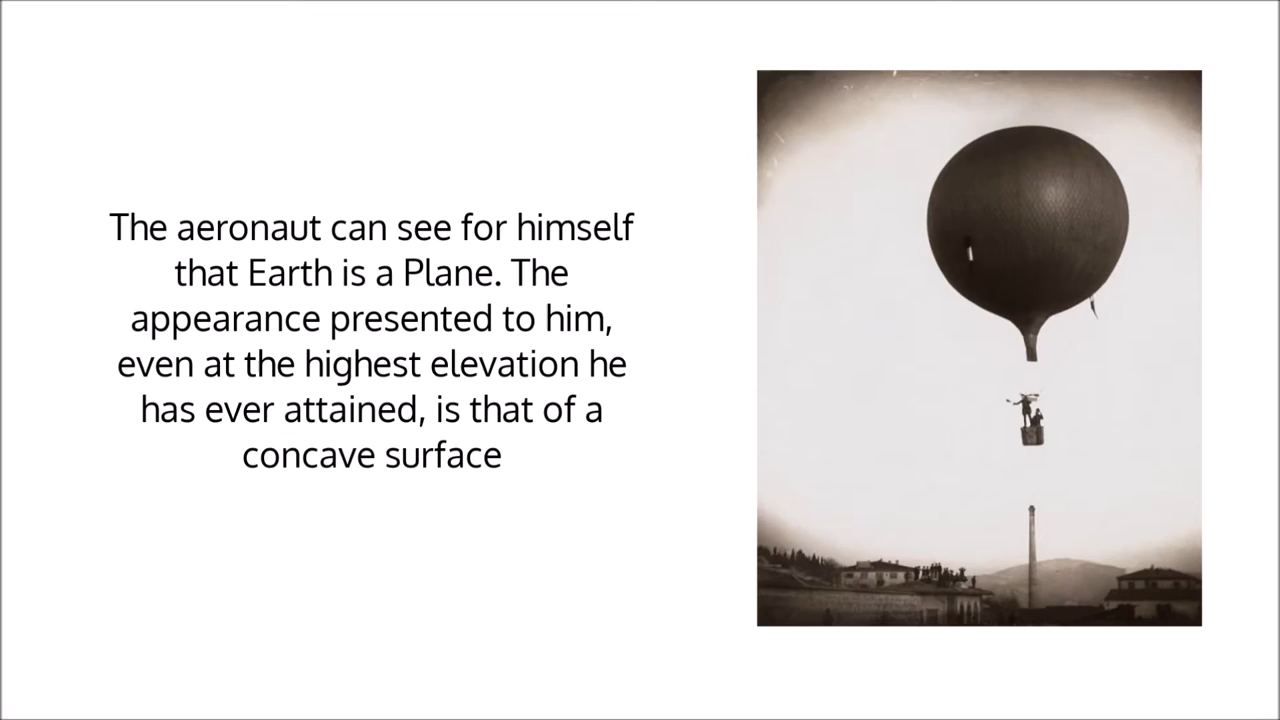 The aeronaut can see for himself
that Earth is a Plane. The
appearance presented to him,
even at the highest elevation he
has ever attained, is that of a
concave surface